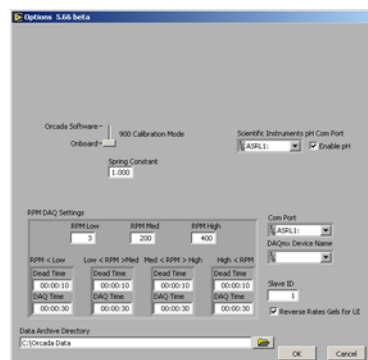 Options 5.66 beta
Orcada Software
900 Calibration Mode
Onboard
Scientific Instruments pH Com Port
ASRL1:
Enable pH
Spring Constant
1.000
RPM DAQ Settings
RPM Low RPM Med RPM High
3 200 400
RPM < Low Low < RPM >Med Med < RPM > High High < RPM
Dead Time Dead Time Dead Time Dead Time
00:00:10 00:00:10 00:00:10 00:00:10
DAQ Time DAQ Time DAQ Time DAQ Time
00:00:30 00:00:30 00:00:30 00:00:30
Com Port
ASRL1:
DAQmx Device Name
Slave ID
1
Reverse Rates Gels for UI
Data Archive Directory
C:\Orcada Data
OK Cancel